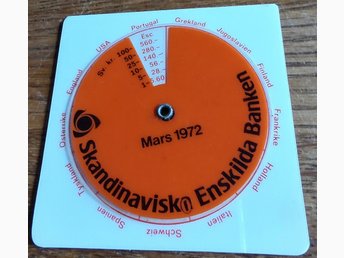 Portugal
Grekland
Jugoslavien
Finland
Frankrike
Holland
Italien
Schweiz
Spanien
Tyskland
Österrike
England
USA
Esc
Sv. kr. 100- 560.-
50- 280.-
25- 140.-
10- 56.-
5- 28.-
1- 5.60
Mars 1972
Skandinaviska Enskilda Banken